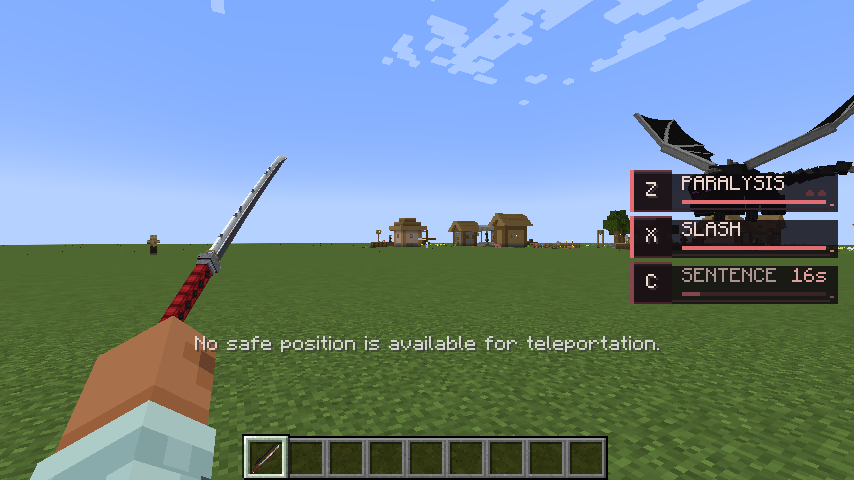 Z PARALYSIS
X SLASH
C SENTENCE 16s
No safe position is available for teleportation.